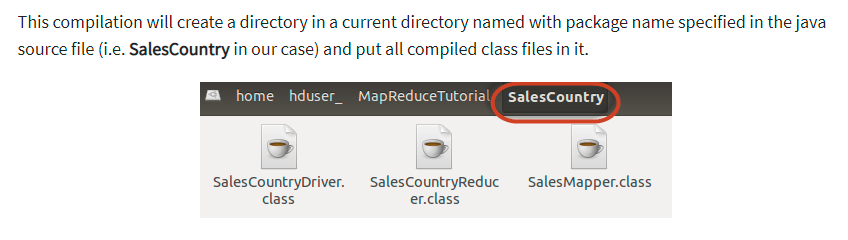 This compilation will create a directory in a current directory named with package name specified in the java
source file (i.e. SalesCountry in our case) and put all compiled class files in it.
home hduser_ MapReduceTutorial SalesCountry
SalesCountryDriver. SalesCountryReduc SalesMapper.class
class er.class